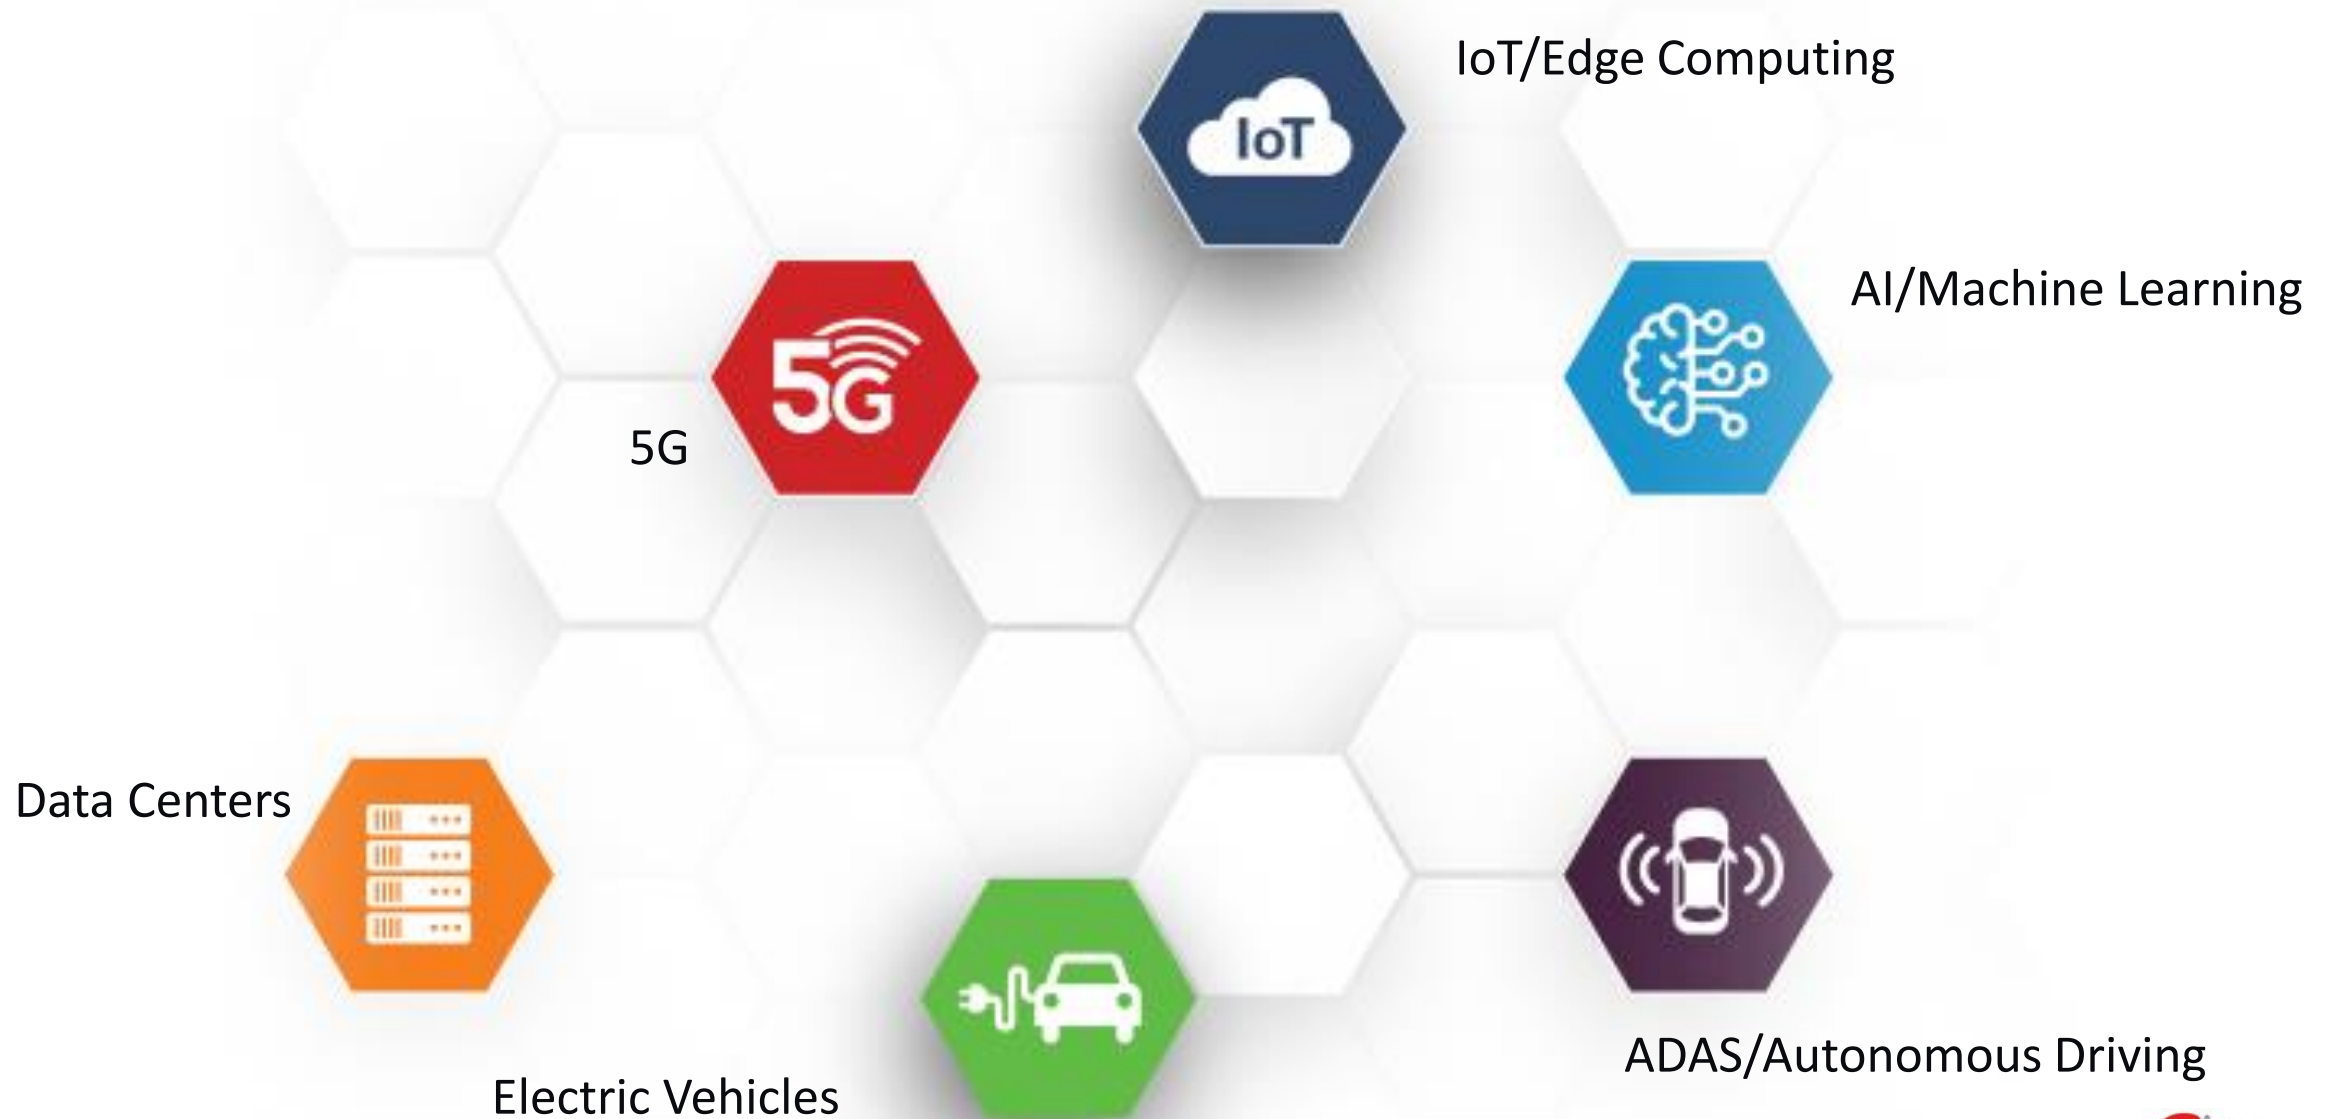 IoT/Edge Computing
IoT
AI/Machine Learning
5G
5G
Data Centers
ADAS/Autonomous Driving
Electric Vehicles